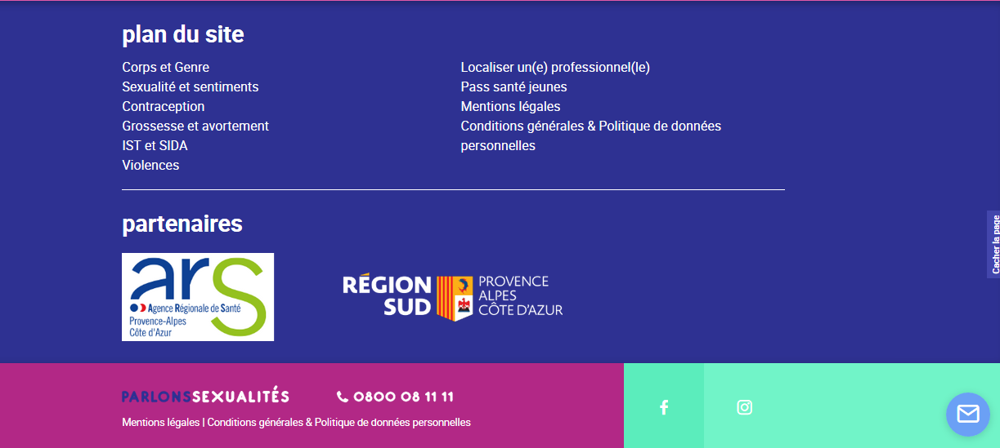 plan du site
Corps et Genre
Sexualité et sentiments
Contraception
Grossesse et avortement
IST et SIDA
Violences
Localiser un(e) professionnel(le)
Pass santé jeunes
Mentions légales
Conditions générales & Politique de données
personnelles
partenaires
ars
Agence Régionale de Santé
Provence-Alpes
Côte d'Azur
RÉGION
SUD
PROVENCE
ALPES
CÔTE D'AZUR
Cacher la page
PARLONSSEXUALITÉS
0800 08 11 11
Mentions légales | Conditions générales & Politique de données personnelles